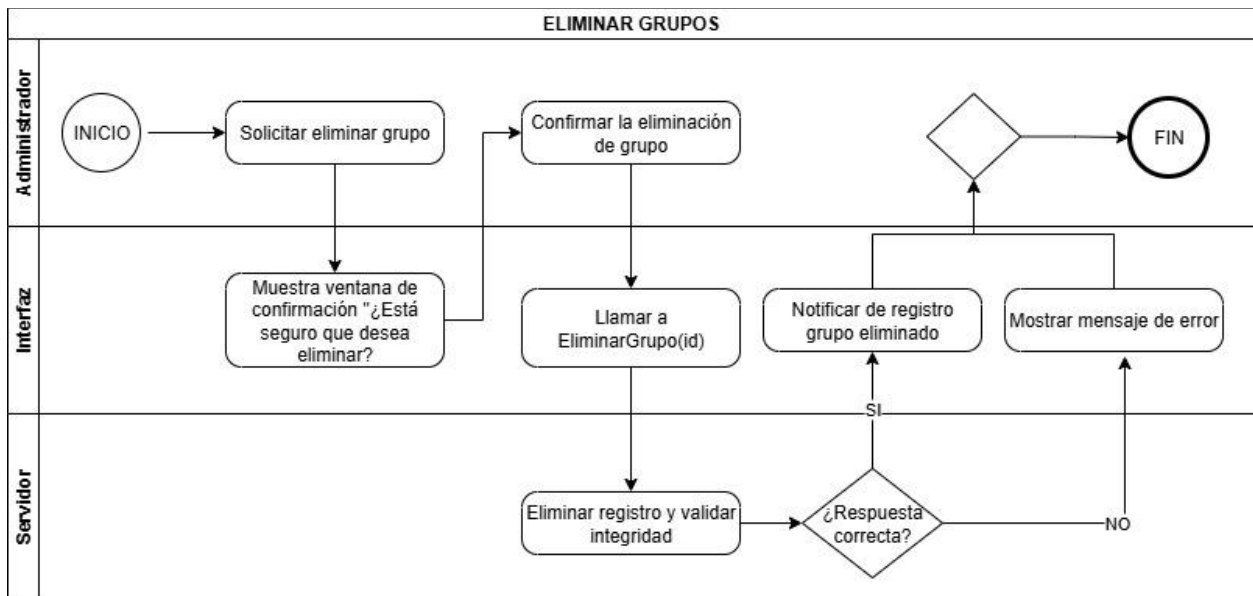 ELIMINAR GRUPOS
Administrador
INICIO
Solicitar eliminar grupo
Confirmar la eliminación
de grupo
FIN
Interfaz
Muestra ventana de
confirmación "¿Está
seguro que desea
eliminar?
Llamar a
EliminarGrupo(id)
Notificar de registro
grupo eliminado
Mostrar mensaje de error
SI
Servidor
Eliminar registro y validar
integridad
¿Respuesta
correcta?
NO